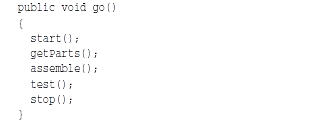 public void go()
{
start();
getParts();
assemble();
test();
stop();
}